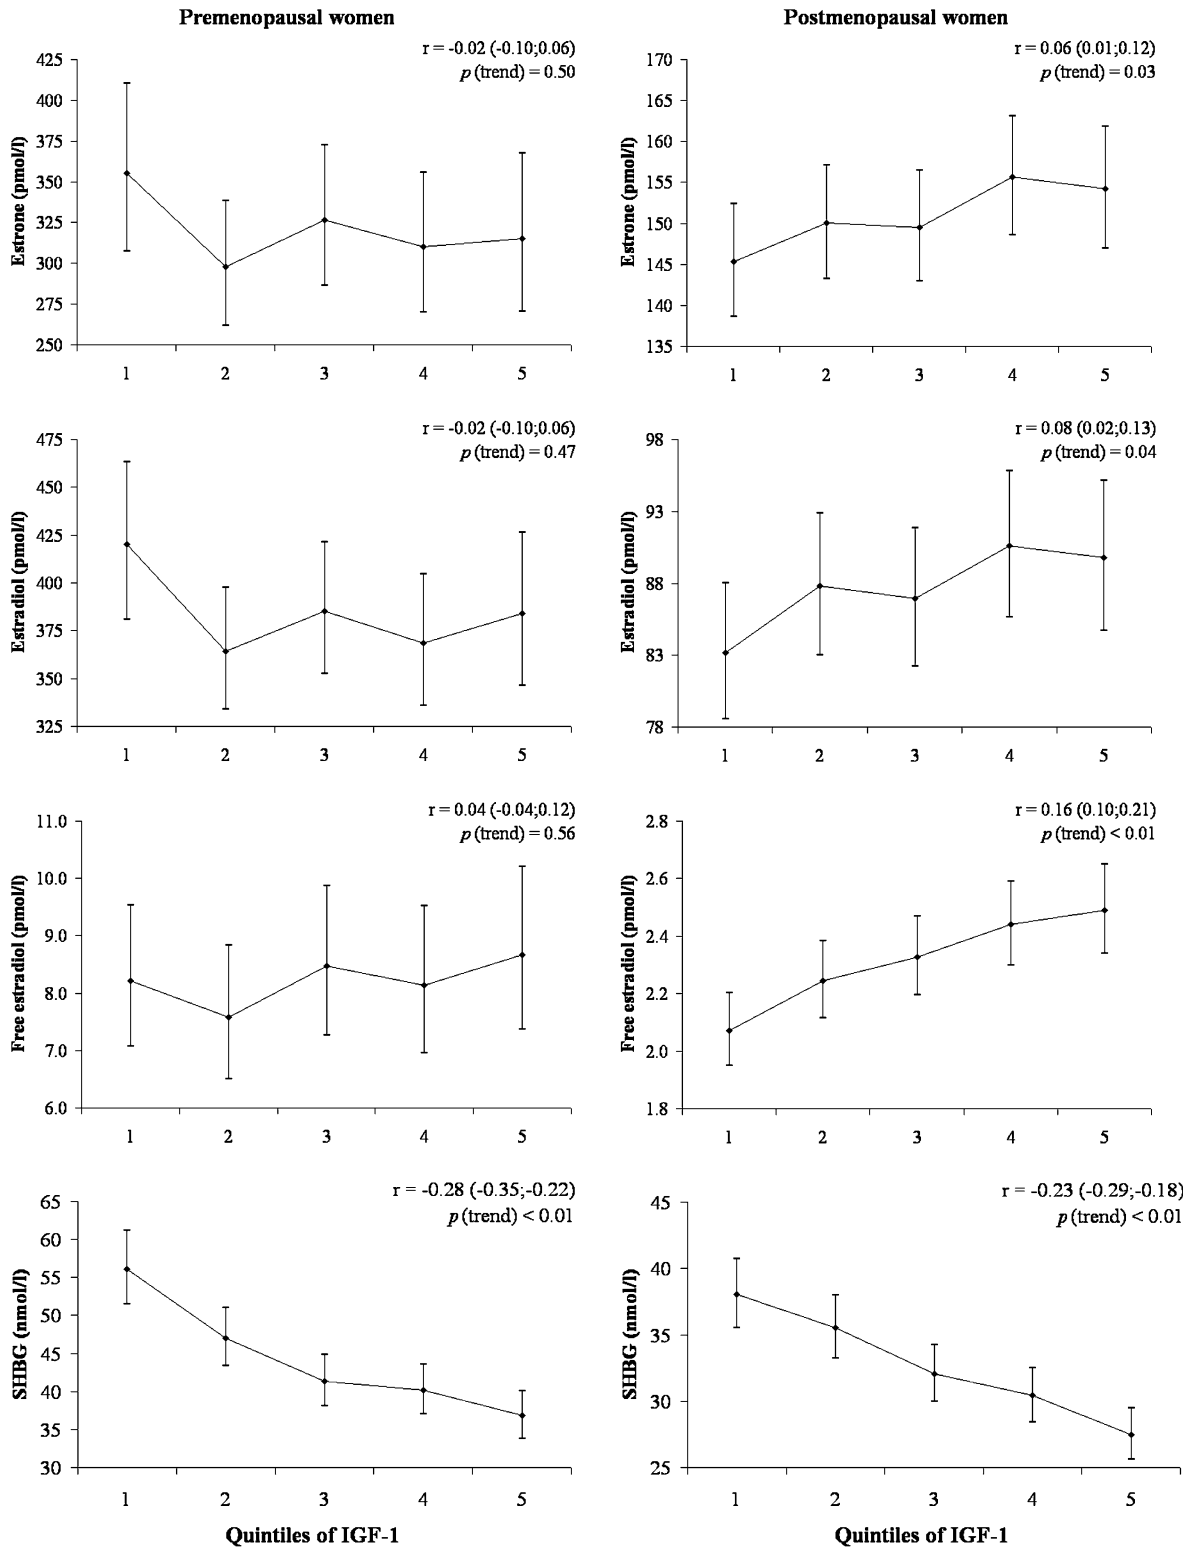 Premenopausal women
Postmenopausal women
r = -0.02 (-0.10;0.06)
p (trend) = 0.50
425
400
375
350
325
300
275
250
Estrone (pmol/l)
1 2 3 4 5
r = 0.06 (0.01;0.12)
p (trend) = 0.03
170
165
160
155
150
145
140
135
Estrone (pmol/l)
1 2 3 4 5
r = -0.02 (-0.10;0.06)
p (trend) = 0.47
475
450
425
400
375
350
325
Estradiol (pmol/l)
1 2 3 4 5
r = 0.08 (0.02;0.13)
p (trend) = 0.04
98
93
88
83
78
Estradiol (pmol/l)
1 2 3 4 5
r = 0.04 (-0.04;0.12)
p (trend) = 0.56
11.0
10.0
9.0
8.0
7.0
6.0
Free estradiol (pmol/l)
1 2 3 4 5
r = 0.16 (0.10;0.21)
p (trend) < 0.01
2.8
2.6
2.4
2.2
2.0
1.8
Free estradiol (pmol/l)
1 2 3 4 5
r = -0.28 (-0.35;-0.22)
p (trend) < 0.01
65
60
55
50
45
40
35
30
SHBG (nmol/l)
1 2 3 4 5
Quintiles of IGF-1
r = -0.23 (-0.29;-0.18)
p (trend) < 0.01
45
40
35
30
25
SHBG (nmol/l)
1 2 3 4 5
Quintiles of IGF-1